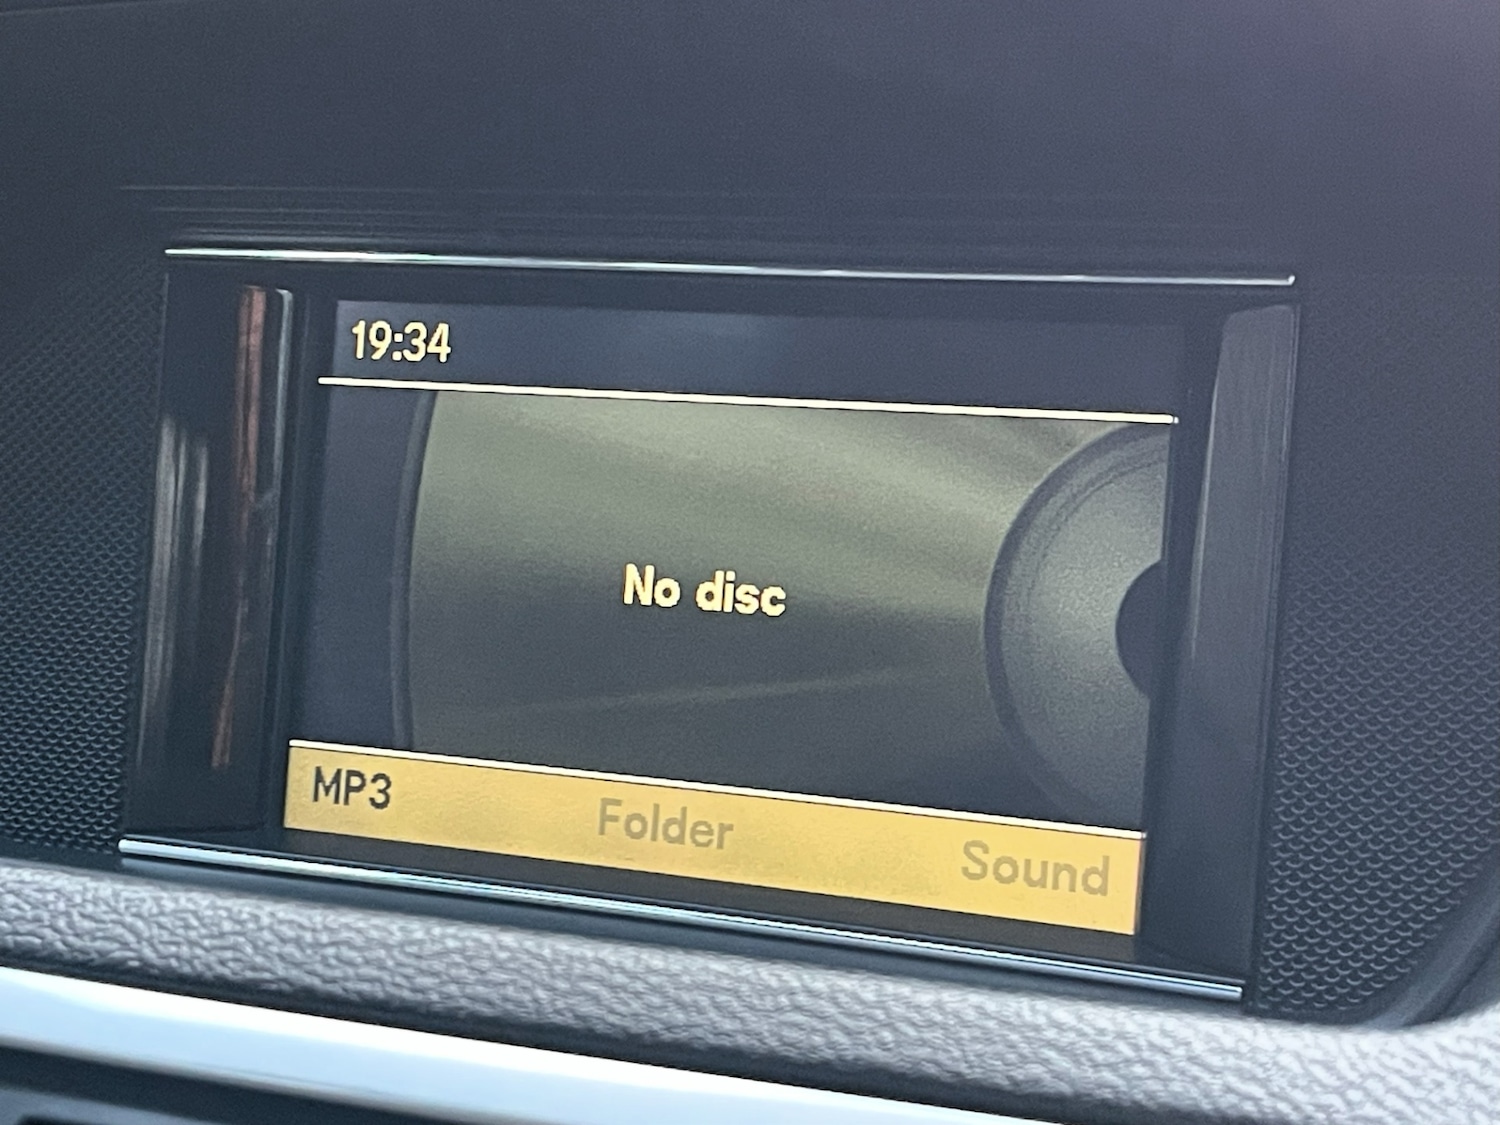 19:34
No disc
MP3 Folder Sound